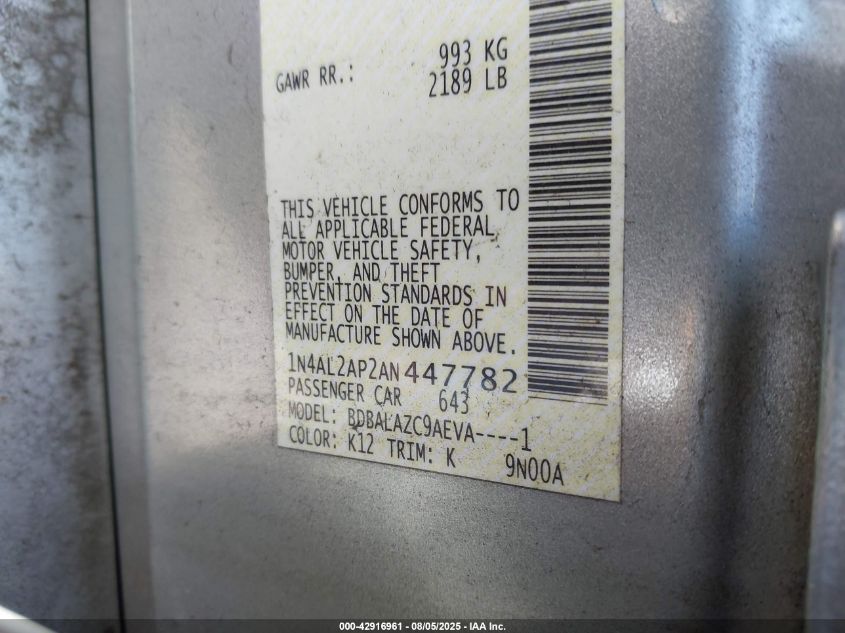 993 KG
GAWR RR.: 2189 LB
THIS VEHICLE CONFORMS TO
ALL APPLICABLE FEDERAL
MOTOR VEHICLE SAFETY,
BUMPER, AND THEFT
PREVENTION STANDARDS IN
EFFECT ON THE DATE OF
MANUFACTURE SHOWN ABOVE.
1N4AL2AP2AN447782
PASSENGER CAR 643
MODEL: BDBALAZC9AEVA----1
COLOR: K12 TRIM: K 9N00A
000-42916961 - 08/05/2025 - IAA Inc.